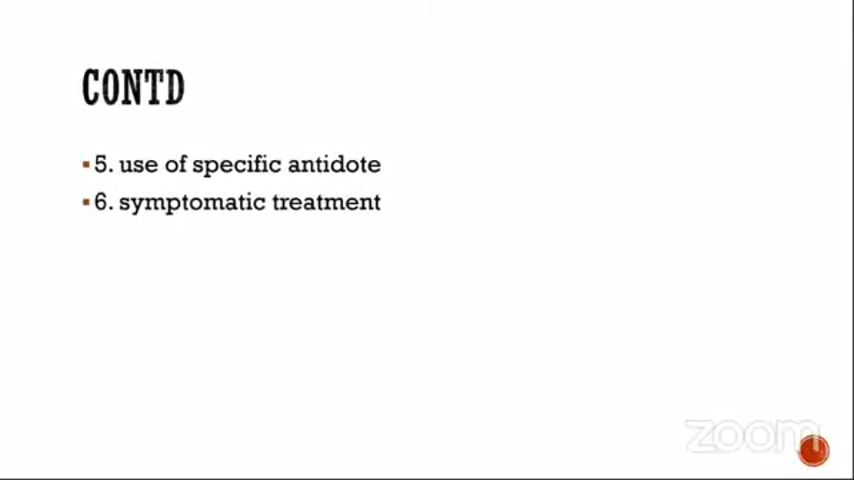 CONTD
5. use of specific antidote
6. symptomatic treatment
zoom